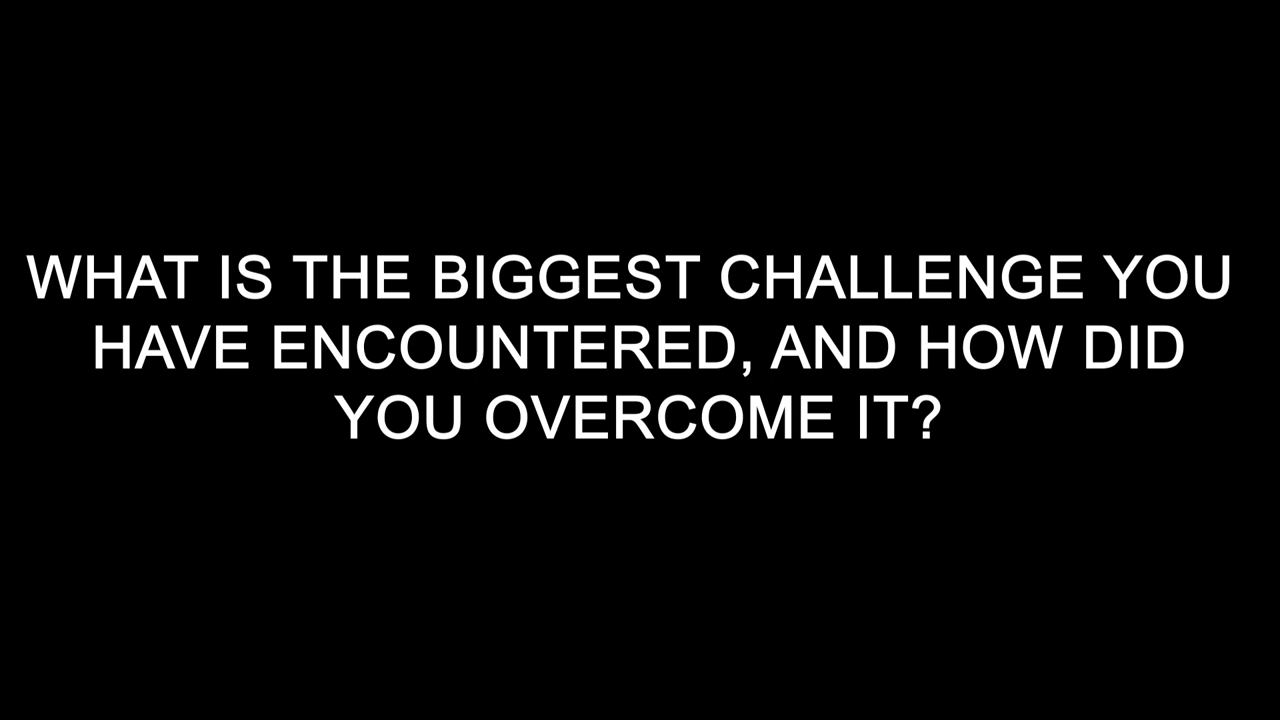 WHAT IS THE BIGGEST CHALLENGE YOU
HAVE ENCOUNTERED, AND HOW DID
YOU OVERCOME IT?